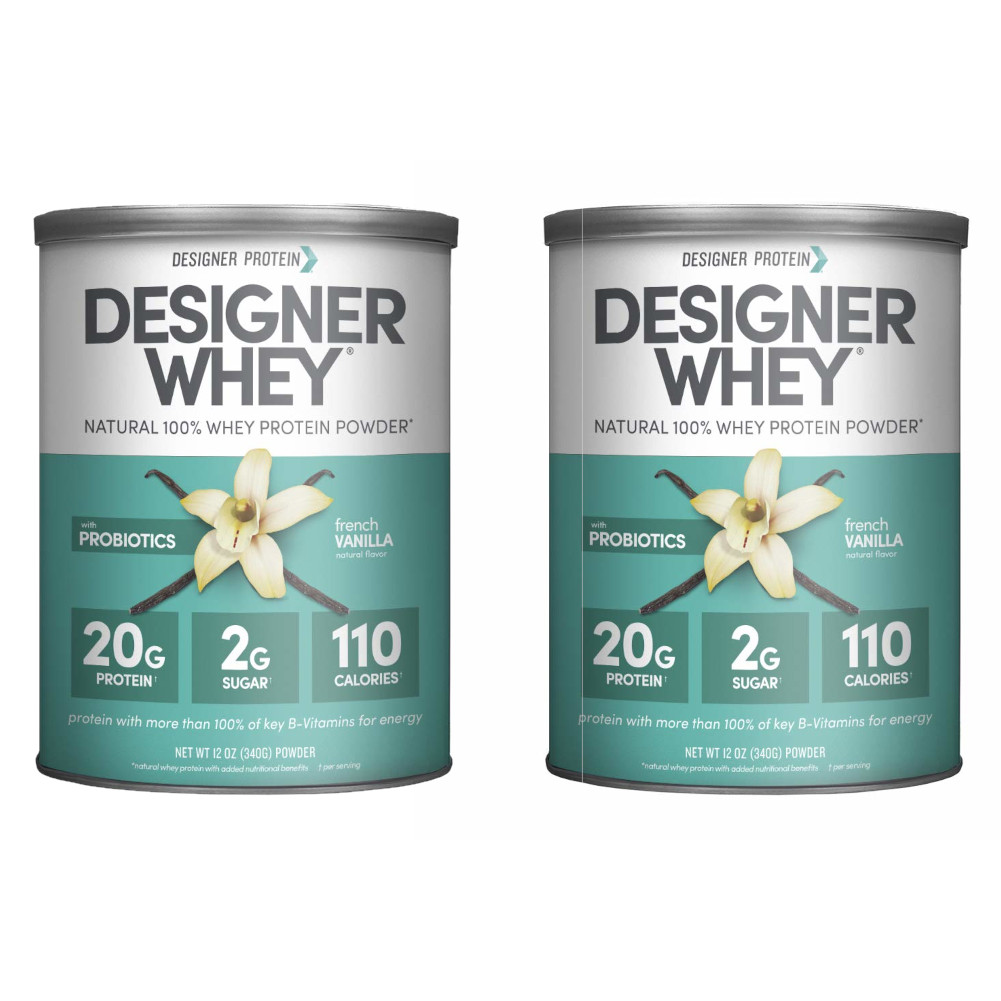 DESIGNER PROTEIN
DESIGNER
WHEY®
NATURAL 100% WHEY PROTEIN POWDER*
with
PROBIOTICS
french
VANILLA
natural flavor
20G
PROTEIN†
2G
SUGAR†
110
CALORIES†
protein with more than 100% of key B-Vitamins for energy
NET WT 12 OZ (340G) POWDER
*natural whey protein with added nutritional benefits † per serving
DESIGNER PROTEIN
DESIGNER
WHEY®
NATURAL 100% WHEY PROTEIN POWDER*
with
PROBIOTICS
french
VANILLA
natural flavor
20G
PROTEIN†
2G
SUGAR†
110
CALORIES†
protein with more than 100% of key B-Vitamins for energy
NET WT 12 OZ (340G) POWDER
*natural whey protein with added nutritional benefits † per serving